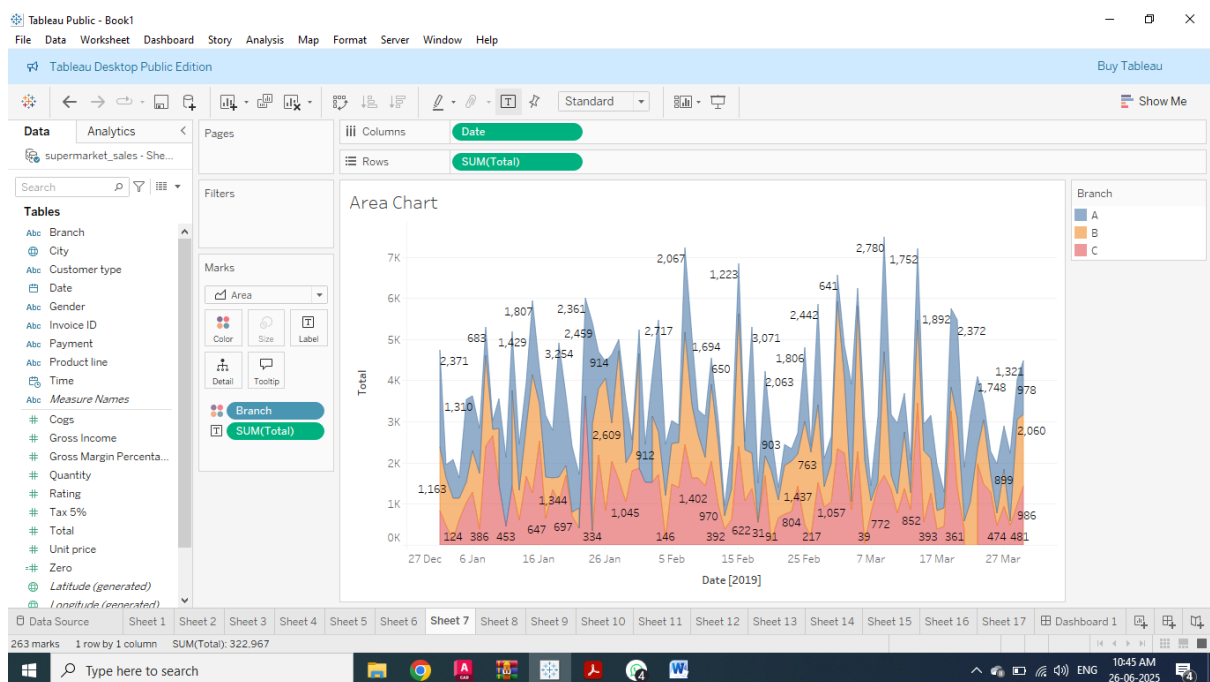 Tableau Public - Book1
File Data Worksheet Dashboard Story Analysis Map Format Server Window Help
Tableau Desktop Public Edition
Buy Tableau
Standard
Show Me
Data Analytics
supermarket_sales - She...
Search
Tables
Abc Branch
City
Abc Customer type
Date
Abc Gender
Abc Invoice ID
Abc Payment
Abc Product line
Time
Abc Measure Names
# Cogs
# Gross Income
# Gross Margin Percenta...
# Quantity
# Rating
# Tax 5%
# Total
# Unit price
=# Zero
Latitude (generated)
Longitude (generated)
Pages
Filters
Marks
Area
Color Size Label
Detail Tooltip
Branch
SUM(Total)
Columns Date
Rows SUM(Total)
Area Chart
Total
7K
6K
5K
4K
3K
2K
1K
0K
2,067 2,780
1,223 1,752
641
1,807 2,361
2,442 1,892
683 1,429 2,459 2,717 3,071 2,372
2,371 3,254 914 1,694 1,806
650 2,063 1,321
1,748 978
1,310
2,609 2,060
912 903
763
1,163 899
1,344 1,402 1,437
1,045 970 1,057 986
647 697 804 772 852
124 386 453 334 146 392 622 31 91 217 39 393 361 474 481
27 Dec 6 Jan 16 Jan 26 Jan 5 Feb 15 Feb 25 Feb 7 Mar 17 Mar 27 Mar
Date [2019]
Branch
A
B
C
Data Source Sheet 1 Sheet 2 Sheet 3 Sheet 4 Sheet 5 Sheet 6 Sheet 7 Sheet 8 Sheet 9 Sheet 10 Sheet 11 Sheet 12 Sheet 13 Sheet 14 Sheet 15 Sheet 16 Sheet 17 Dashboard 1
263 marks 1 row by 1 column SUM(Total): 322,967
Type here to search
ENG
10:45 AM
26-06-2025